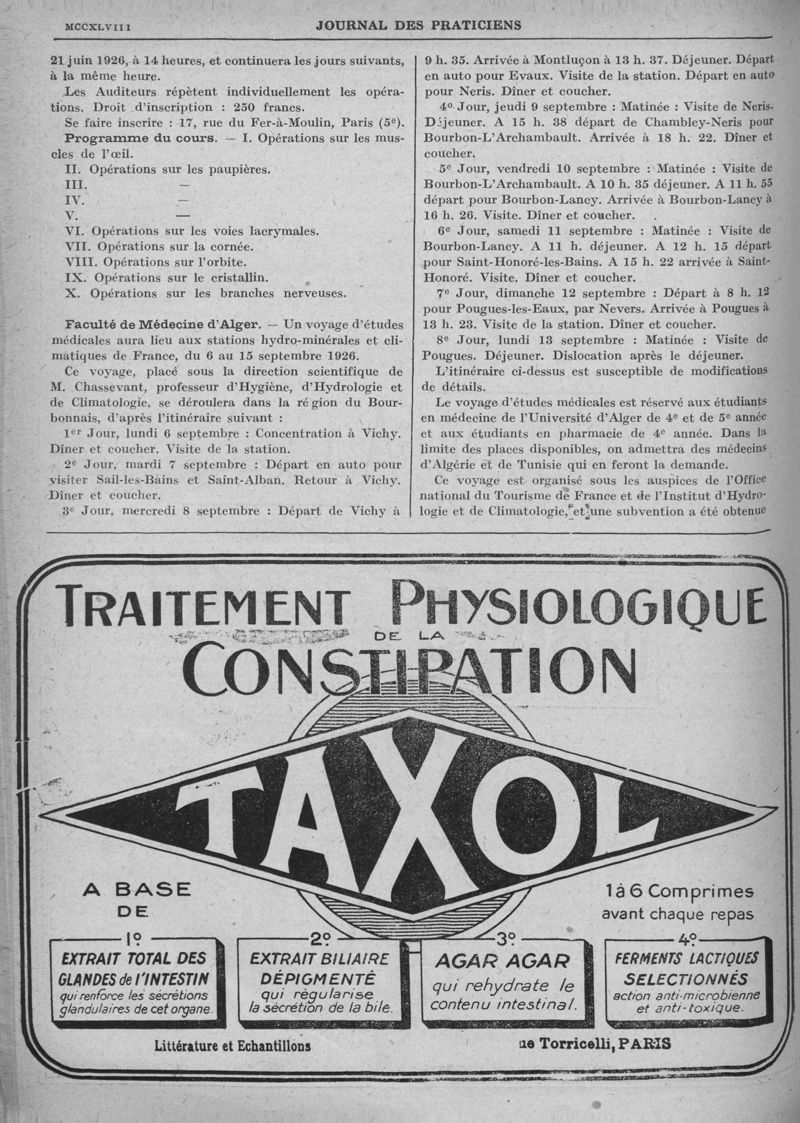 MCCXLVIII
JOURNAL DES PRATICIENS
21 juin 1926, à 14 heures, et continuera les jours suivants,
à la même heure.
Les Auditeurs répètent individuellement les opéra-
tions. Droit d'inscription : 250 francs.
Se faire inscrire : 17, rue du Fer-à-Moulin, Paris (5e).
Programme du cours. — I. Opérations sur les mus-
cles de l'œil.
II. Opérations sur les paupières.
III. —
IV. —
V. —
VI. Opérations sur les voies lacrymales.
VII. Opérations sur la cornée.
VIII. Opérations sur l'orbite.
IX. Opérations sur le cristallin.
X. Opérations sur les branches nerveuses.
Faculté de Médecine d'Alger. — Un voyage d'études
médicales aura lieu aux stations hydro-minérales et cli-
matiques de France, du 6 au 15 septembre 1926.
Ce voyage, placé sous la direction scientifique de
M. Chassevant, professeur d'Hygiène, d'Hydrologie et
de Climatologie, se déroulera dans la région du Bour-
bonnais, d'après l'itinéraire suivant :
1er Jour, lundi 6 septembre : Concentration à Vichy.
Dîner et coucher. Visite de la station.
2e Jour, mardi 7 septembre : Départ en auto pour
visiter Sail-les-Bains et Saint-Alban. Retour à Vichy.
Dîner et coucher.
3e Jour, mercredi 8 septembre : Départ de Vichy à
9 h. 35. Arrivée à Montluçon à 13 h. 37. Déjeuner. Départ
en auto pour Evaux. Visite de la station. Départ en auto
pour Neris. Dîner et coucher.
4e Jour, jeudi 9 septembre : Matinée : Visite de Neris.
Déjeuner. A 15 h. 38 départ de Chambley-Neris pour
Bourbon-L'Archambault. Arrivée à 18 h. 22. Dîner et
coucher.
5e Jour, vendredi 10 septembre : Matinée : Visite de
Bourbon-L'Archambault. A 10 h. 35 déjeuner. A 11 h. 55
départ pour Bourbon-Lancy. Arrivée à Bourbon-Lancy à
16 h. 26. Visite. Dîner et coucher.
6e Jour, samedi 11 septembre : Matinée : Visite de
Bourbon-Lancy. A 11 h. déjeuner. A 12 h. 15 départ
pour Saint-Honoré-les-Bains. A 15 h. 22 arrivée à Saint-
Honoré. Visite. Dîner et coucher.
7e Jour, dimanche 12 septembre : Départ à 8 h. 12
pour Pougues-les-Eaux, par Nevers. Arrivée à Pougues à
13 h. 23. Visite de la station. Dîner et coucher.
8e Jour, lundi 13 septembre : Matinée : Visite de
Pougues. Déjeuner. Dislocation après le déjeuner.
L'itinéraire ci-dessus est susceptible de modifications
de détails.
Le voyage d'études médicales est réservé aux étudiants
en médecine de l'Université d'Alger de 4e et de 5e année
et aux étudiants en pharmacie de 4e année. Dans la
limite des places disponibles, on admettra des médecins
d'Algérie et de Tunisie qui en feront la demande.
Ce voyage est organisé sous les auspices de l'Office
national du Tourisme de France et de l'Institut d'Hydro-
logie et de Climatologie, et une subvention a été obtenue
TRAITEMENT PHYSIOLOGIQUE
DE LA
CONSTIPATION
TAXOL
A BASE
DE
1à6 Comprimes
avant chaque repas
1º
EXTRAIT TOTAL DES
GLANDES de l'INTESTIN
qui renforce les sécrétions
glandulaires de cet organe.
2º
EXTRAIT BILIAIRE
DÉPIGMENTÉ
qui régularise
la sécrétion de la bile.
3º
AGAR AGAR
qui rehydrate le
contenu intestinal.
4º
FERMENTS LACTIQUES
SELECTIONNÉS
action anti-microbienne
et anti-toxique.
Littérature et Echantillons
Torricelli, PARIS